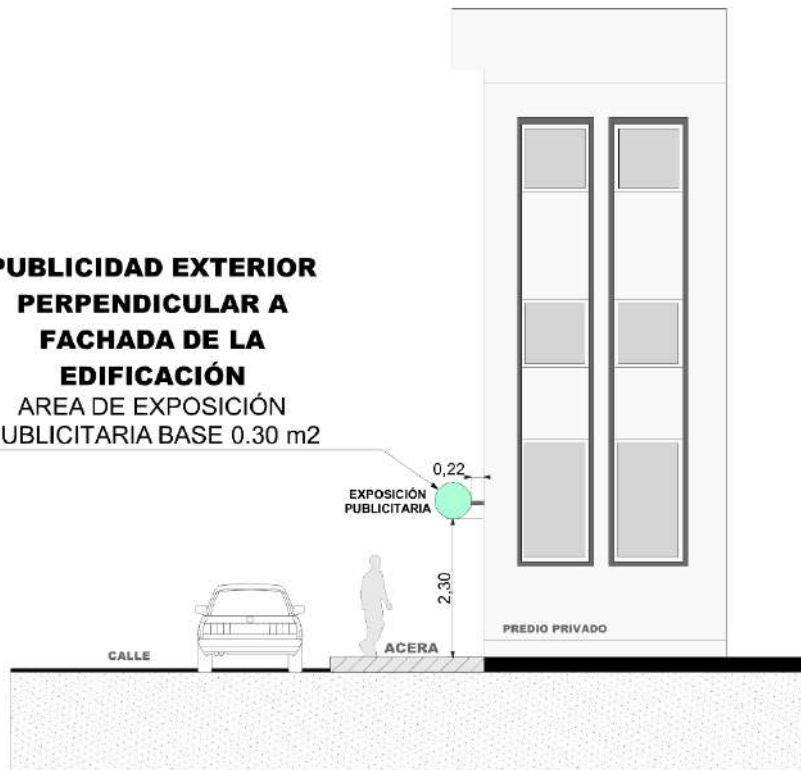 PUBLICIDAD EXTERIOR
PERPENDICULAR A
FACHADA DE LA
EDIFICACIÓN
AREA DE EXPOSICIÓN
UBLICITARIA BASE 0.30 m2
0,22
EXPOSICIÓN
PUBLICITARIA
2,30
PREDIO PRIVADO
ACERA
CALLE